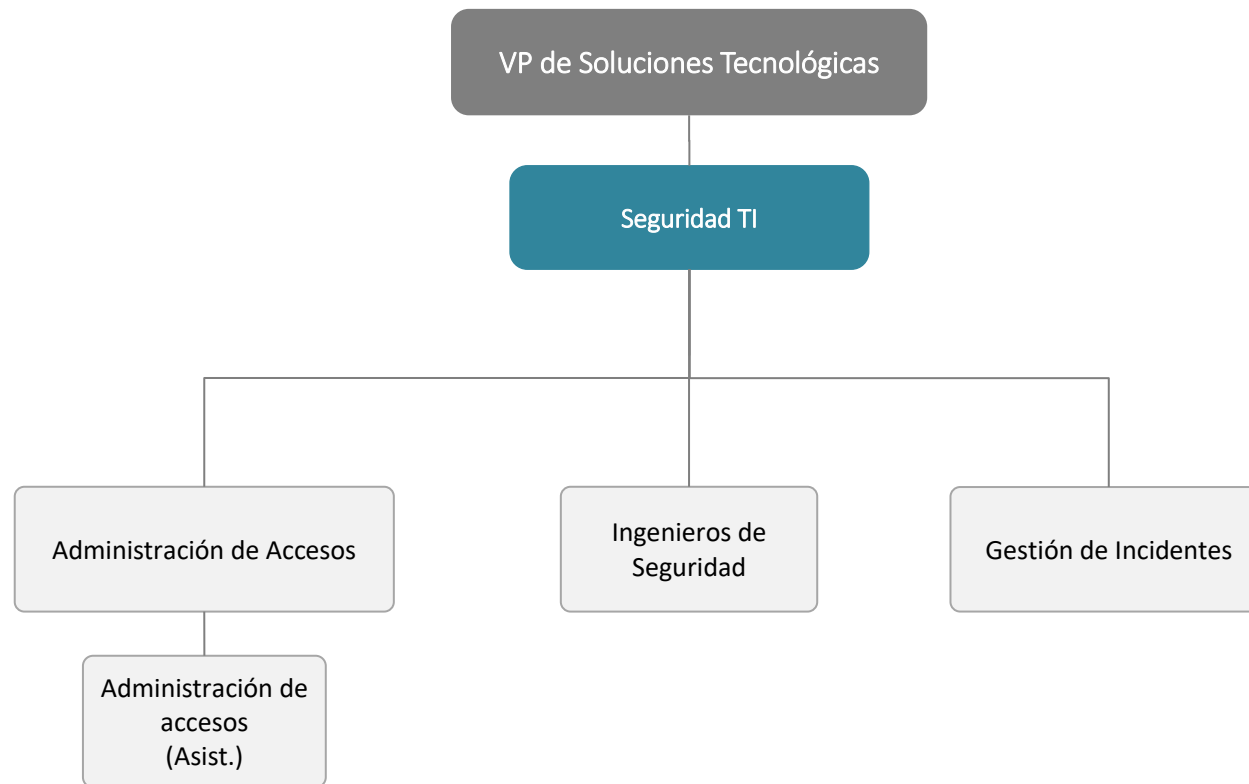 VP de Soluciones Tecnológicas
Seguridad TI
Administración de Accesos
Ingenieros de
Seguridad
Gestión de Incidentes
Administración de
accesos
(Asist.)